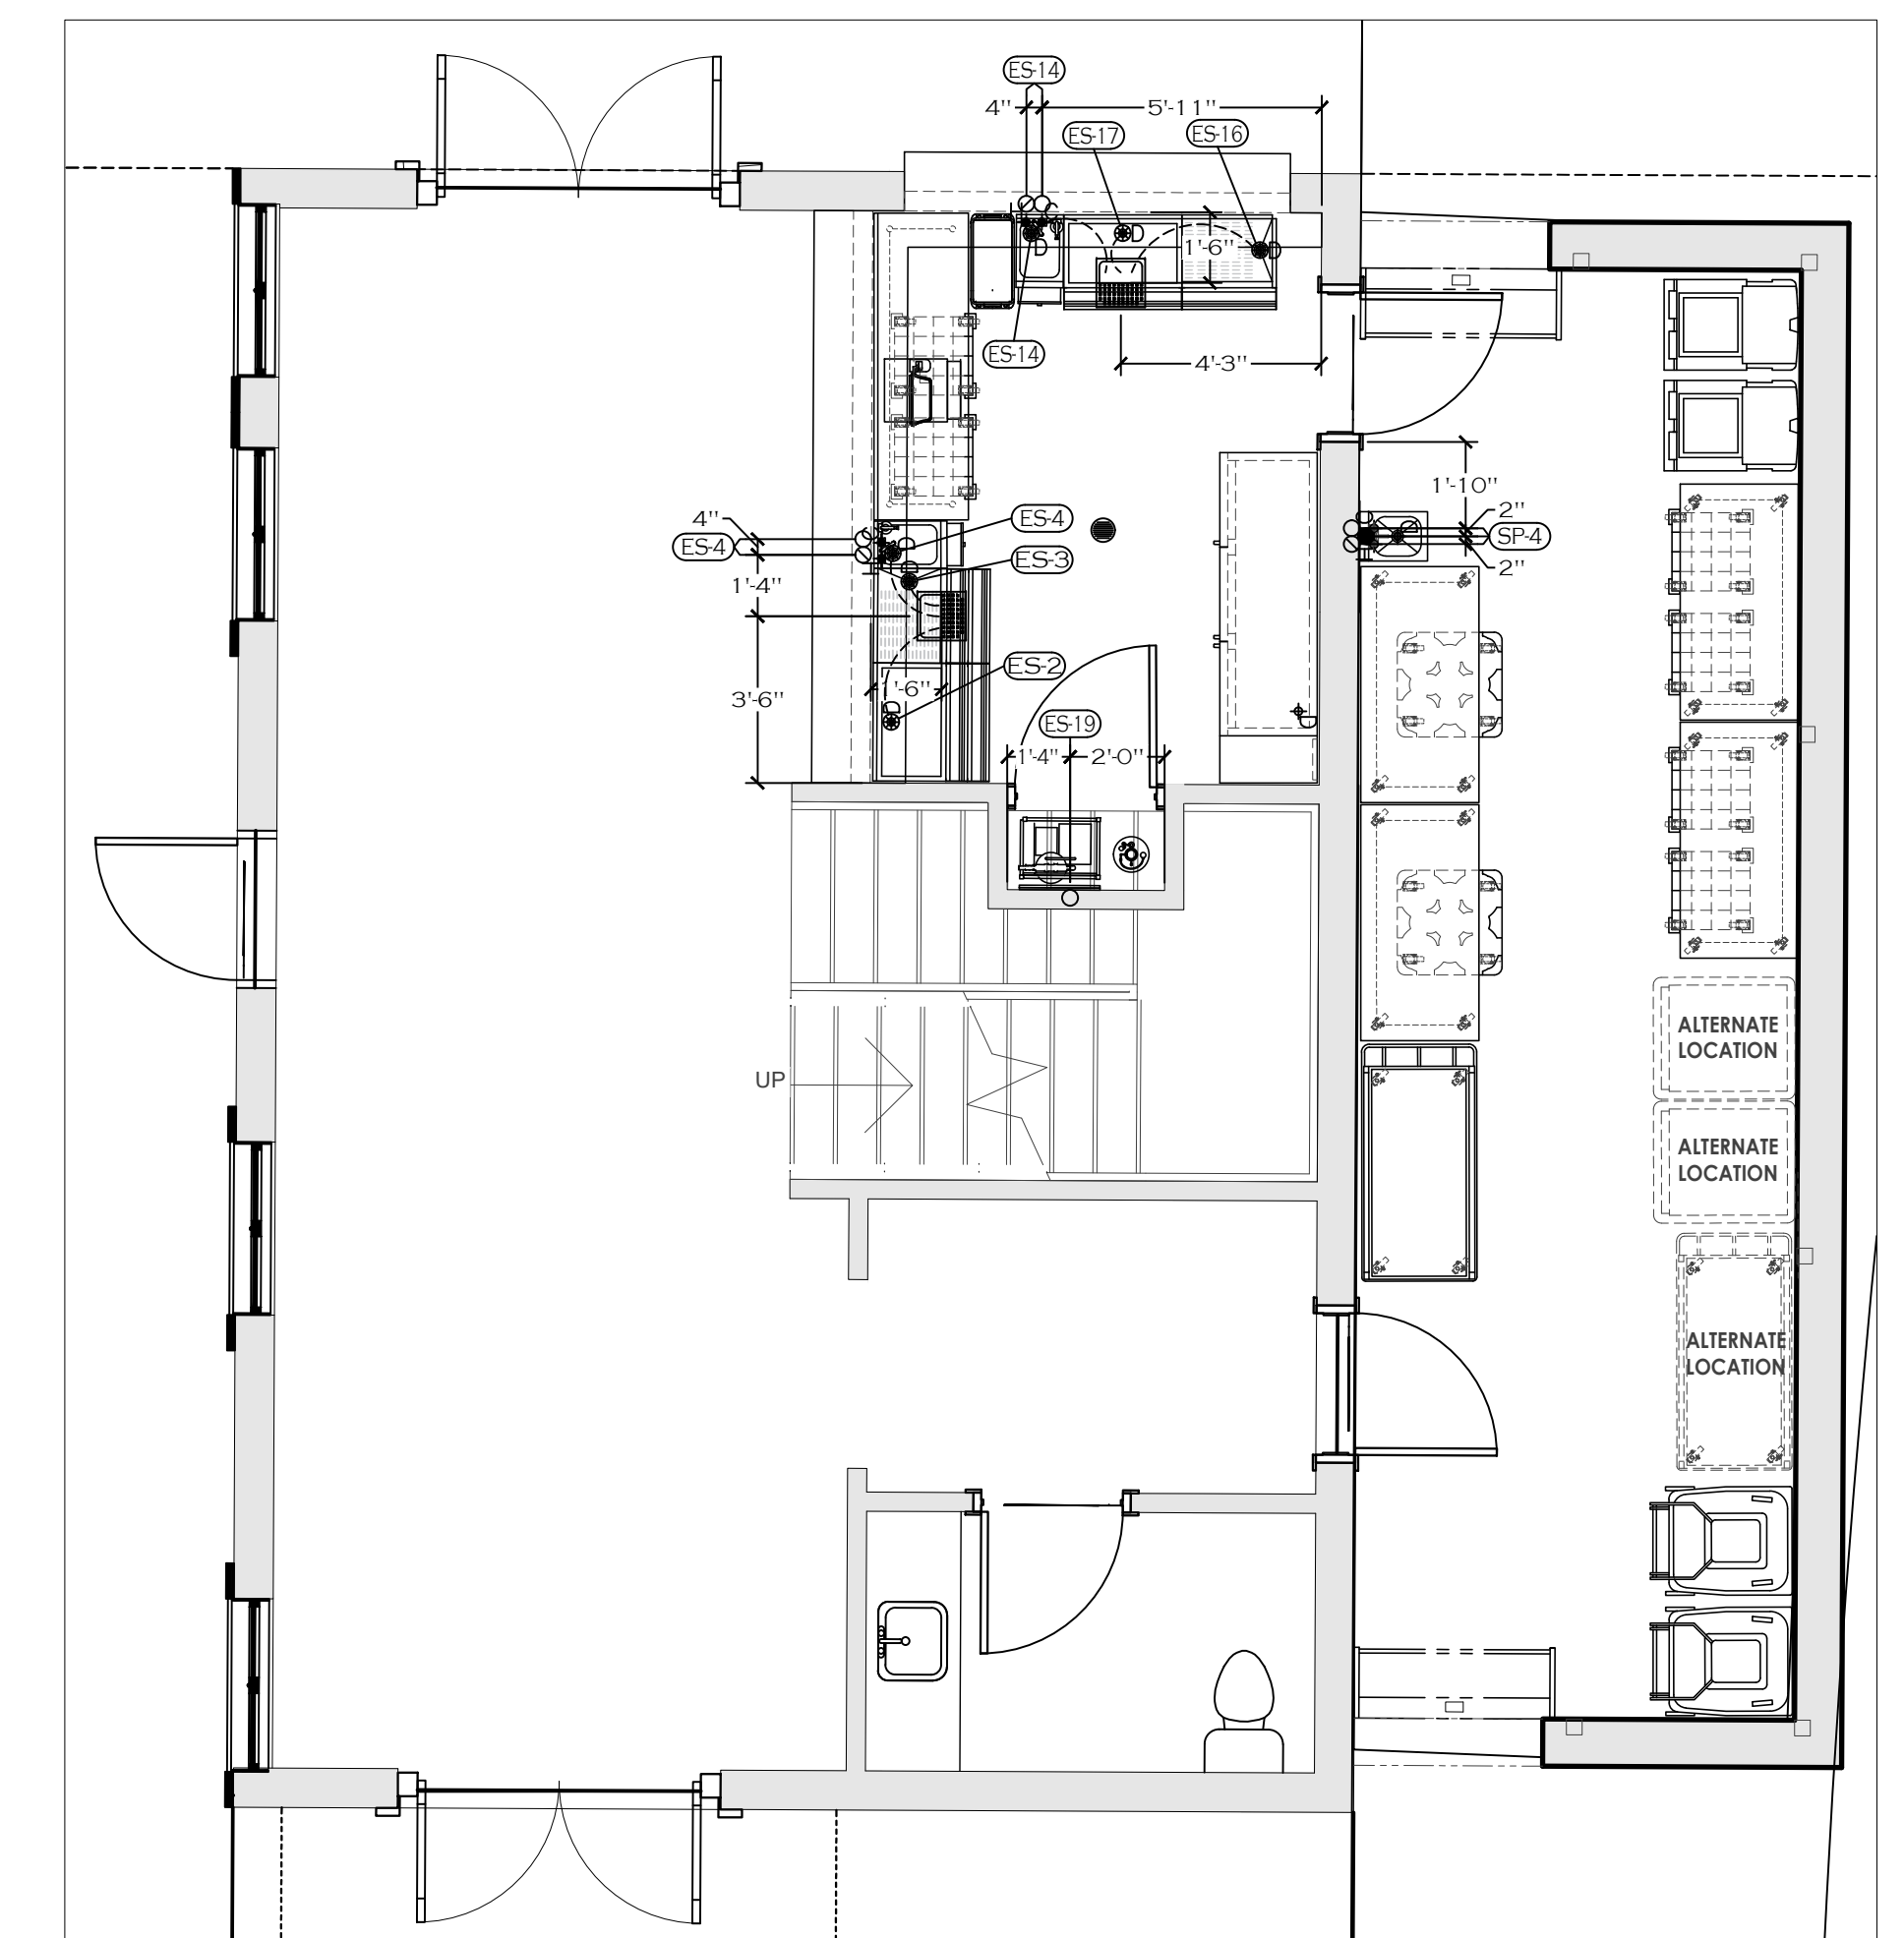 ES-14
4"
5'-11"
ES-17
ES-16
D
D
D
1'-6"
ES-14
4'-3"
D
1'-10"
4"
ES-4
ES-4
D
D
D
2"
SP-4
2"
ES-3
D
1'-4"
ES-2
1'-6"
3'-6"
D
D
ES-19
1'-4"
2'-0"
ALTERNATE
LOCATION
UP
ALTERNATE
LOCATION
ALTERNATE
LOCATION